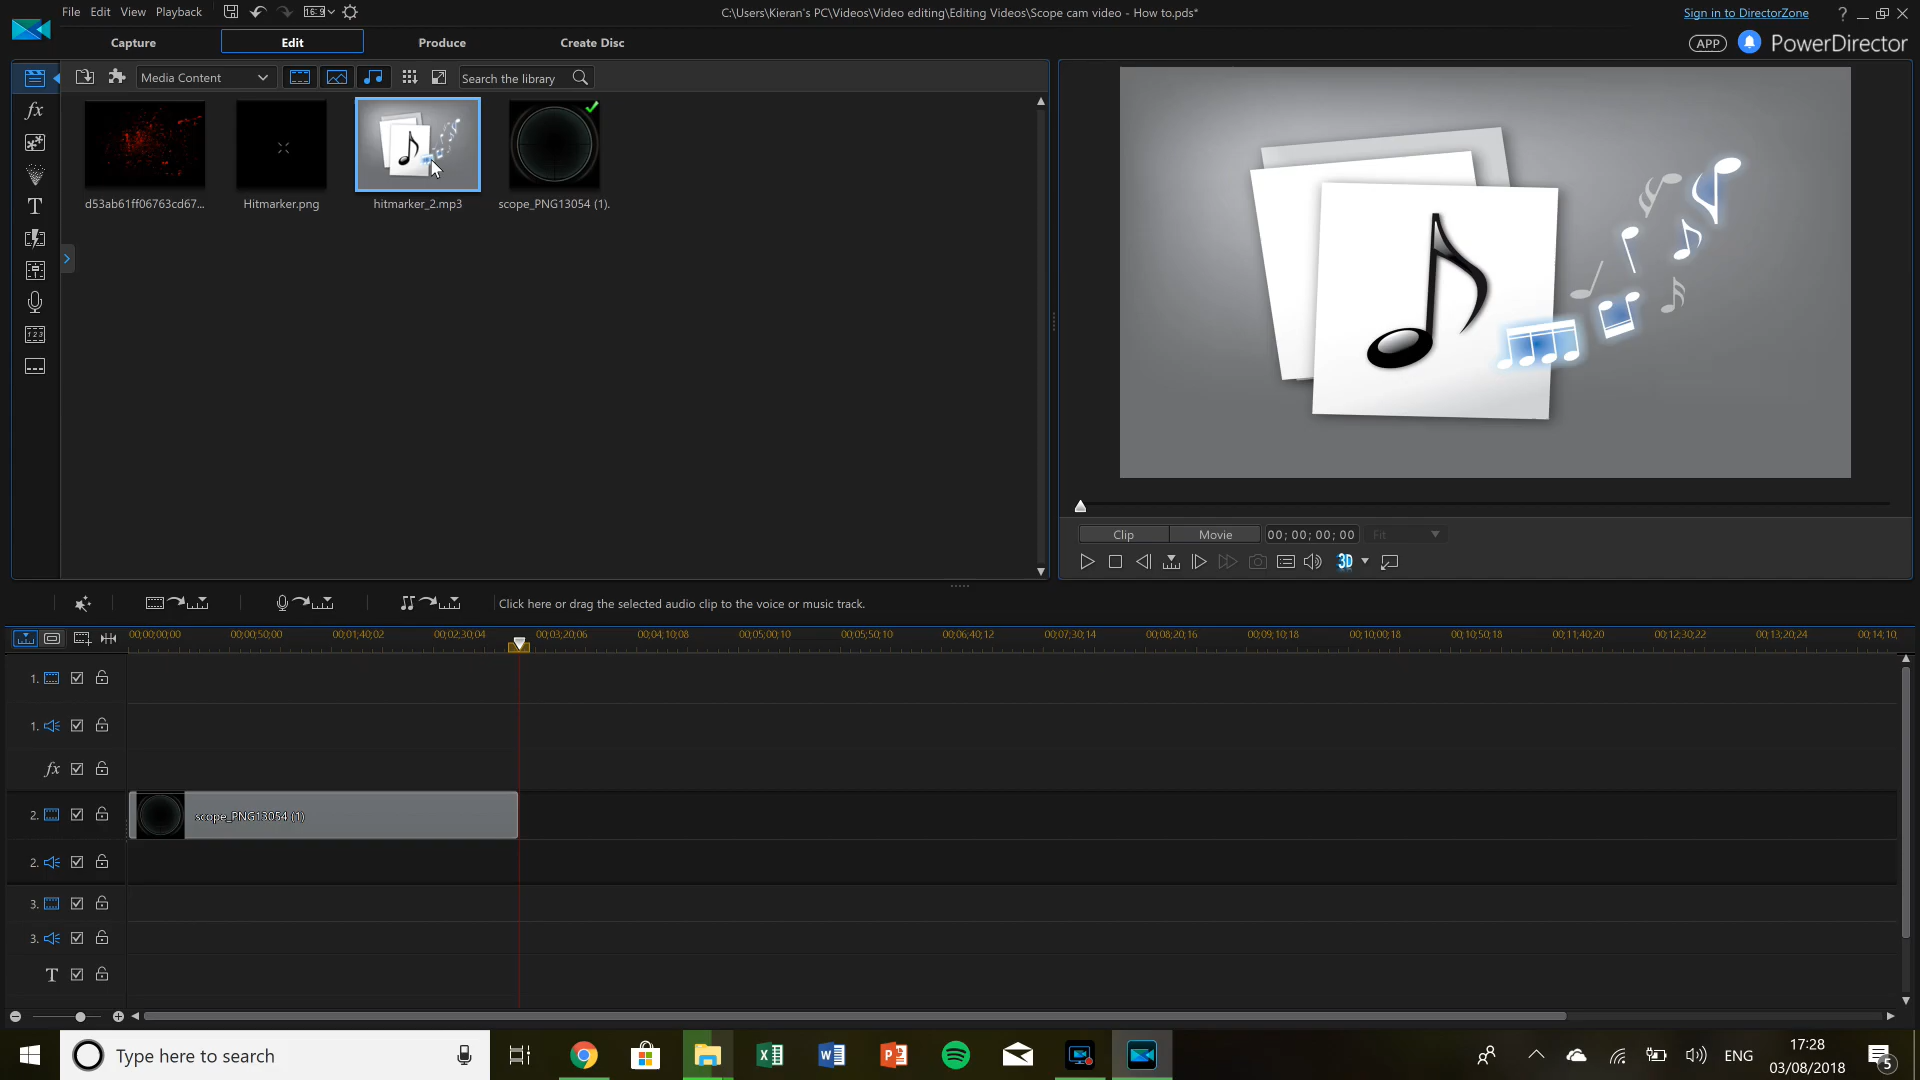 File Edit View Playback 16:9 C:\Users\Kieran's PC\Videos\Video editing\Editing Videos\Scope cam video - How to.pds* Sign in to DirectorZone ?
Capture Edit Produce Create Disc APP PowerDirector
Media Content Search the library
fx
T
123
d53ab61ff06763cd67... Hitmarker.png hitmarker_2.mp3 scope_PNG13054 (1).
Clip Movie 00; 00; 00; 00 Fit
3D
Click here or drag the selected audio clip to the voice or music track.
00;00;00;00 00;00;50;00 00;01;40;02 00;02;30;04 00;03;20;06 00;04;10;08 00;05;00;10 00;05;50;10 00;06;40;12 00;07;30;14 00;08;20;16 00;09;10;18 00;10;00;18 00;10;50;18 00;11;40;20 00;12;30;22 00;13;20;24 00;14;10,
1.
1.
fx
2. scope_PNG13054 (1)
2.
3.
3.
T
Type here to search ENG 17:28
03/08/2018 5